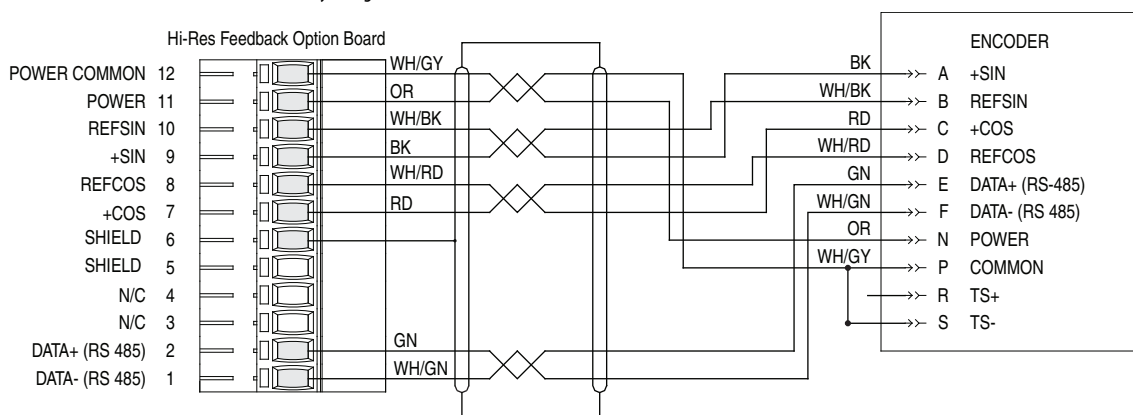 Hi-Res Feedback Option Board
POWER COMMON 12
POWER 11
REFSIN 10
+SIN 9
REFCOS 8
+COS 7
SHIELD 6
SHIELD 5
N/C 4
N/C 3
DATA+ (RS 485) 2
DATA- (RS 485) 1
WH/GY
OR
WH/BK
BK
WH/RD
RD
GN
WH/GN
BK
WH/BK
RD
WH/RD
GN
WH/GN
OR
WH/GY
ENCODER
A +SIN
B REFSIN
C +COS
D REFCOS
E DATA+ (RS-485)
F DATA- (RS 485)
N POWER
P COMMON
R TS+
S TS-